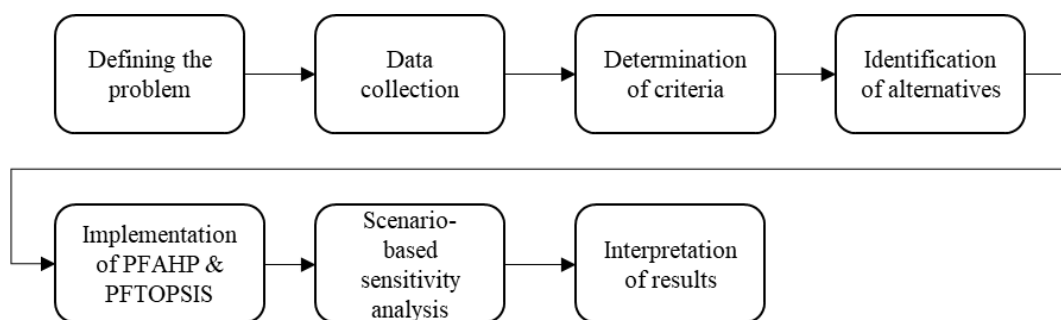 Defining the
problem
Data
collection
Determination
of criteria
Identification
of alternatives
Implementation
of PFAHP &
PFTOPSIS
Scenario-
based
sensitivity
analysis
Interpretation
of results